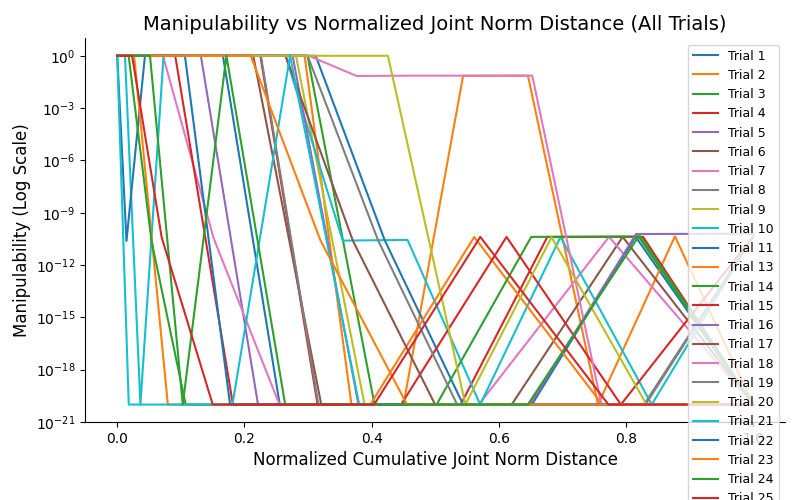 Manipulability vs Normalized Joint Norm Distance (All Trials)
Manipulability (Log Scale)
10⁰
10⁻³
10⁻⁶
10⁻⁹
10⁻¹²
10⁻¹⁵
10⁻¹⁸
10⁻²¹
0.0 0.2 0.4 0.6 0.8
Normalized Cumulative Joint Norm Distance
Trial 1
Trial 2
Trial 3
Trial 4
Trial 5
Trial 6
Trial 7
Trial 8
Trial 9
Trial 10
Trial 11
Trial 13
Trial 14
Trial 15
Trial 16
Trial 17
Trial 18
Trial 19
Trial 20
Trial 21
Trial 22
Trial 23
Trial 24
Trial 25